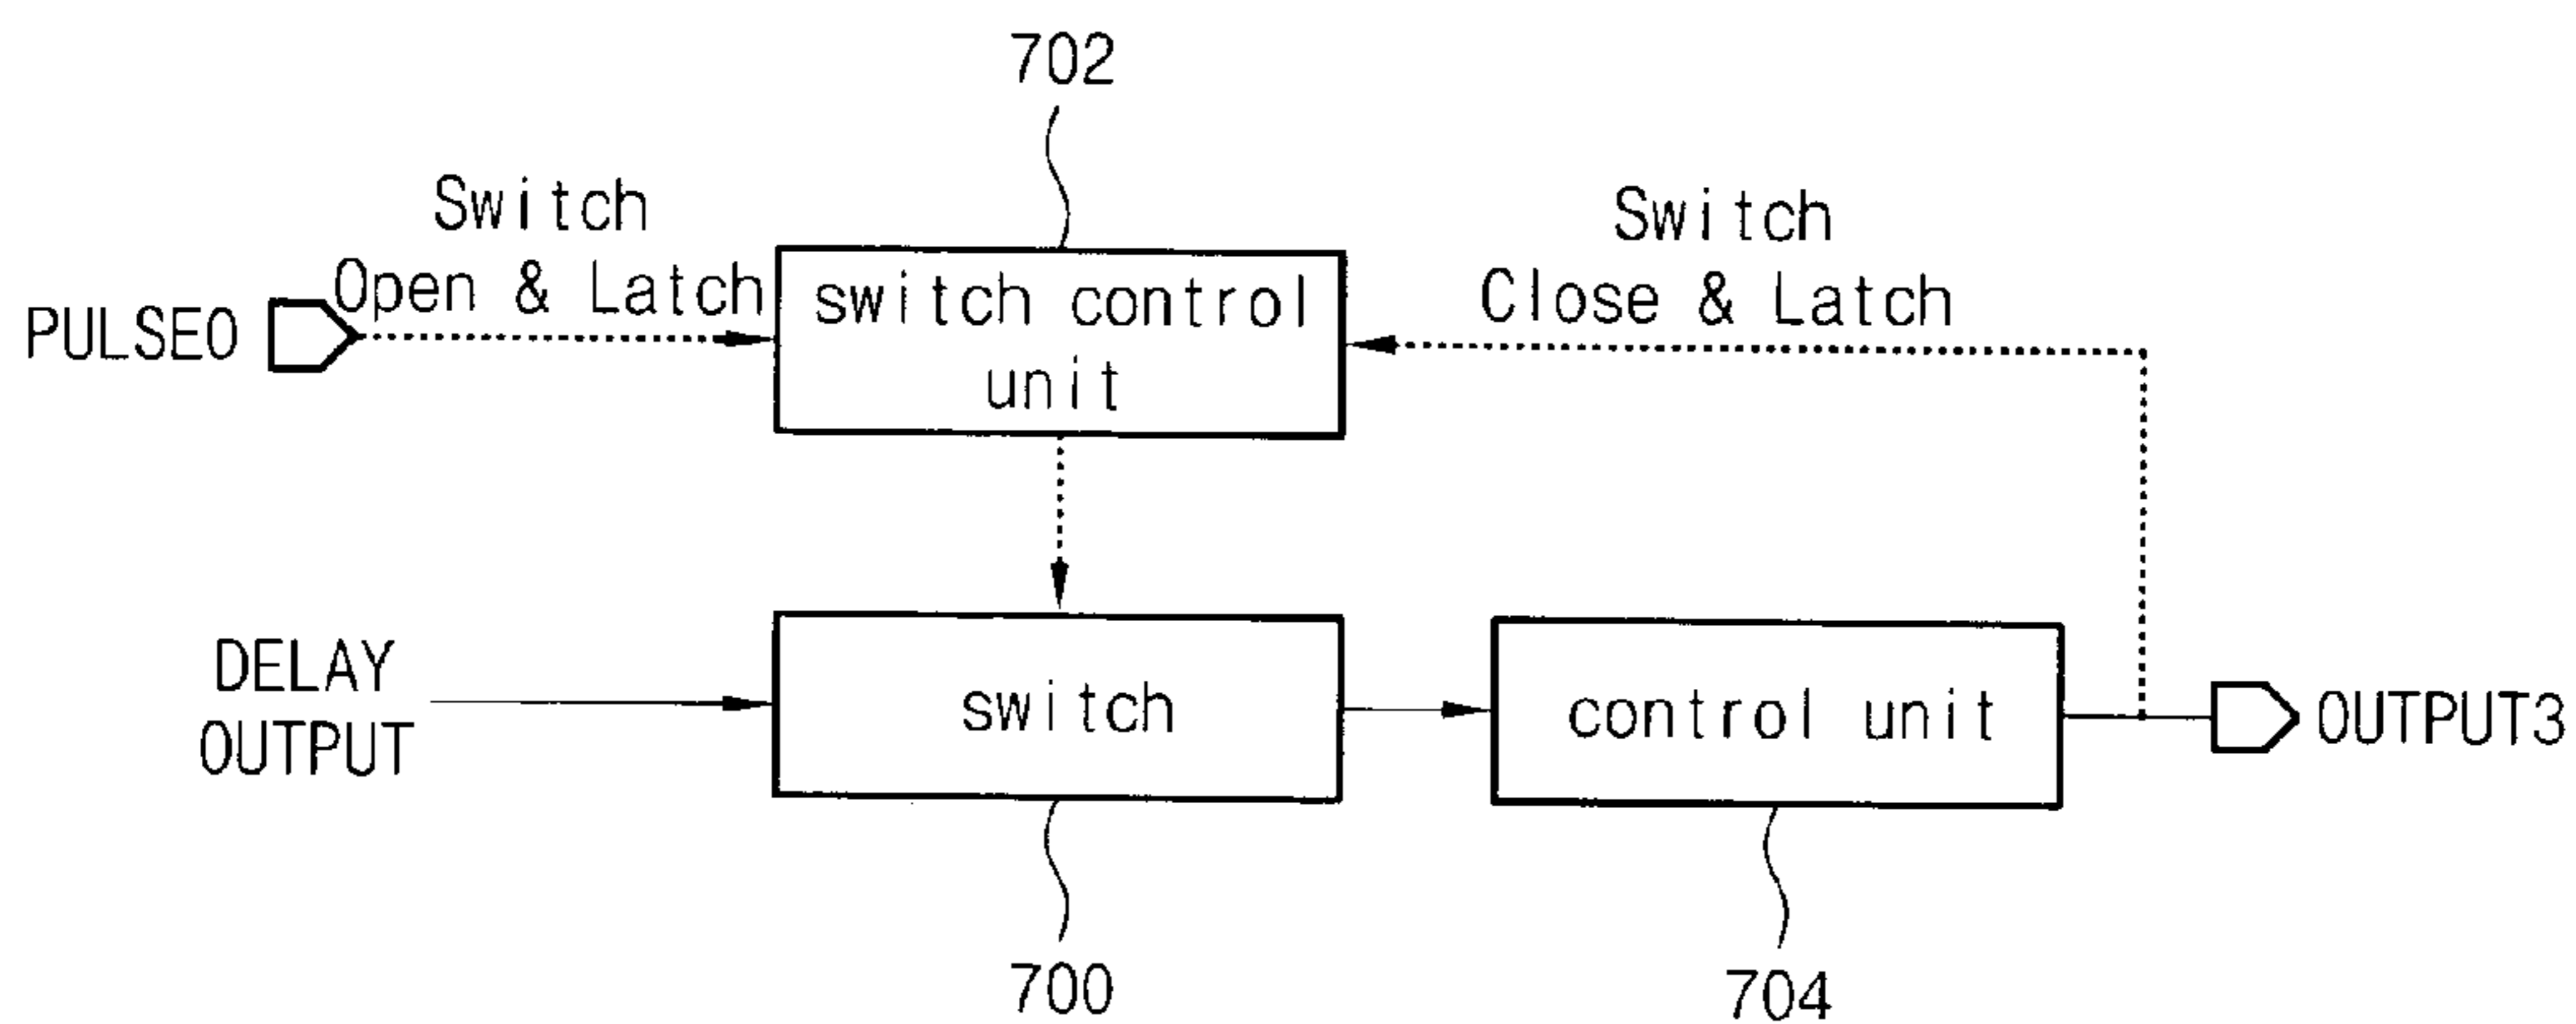 702
Switch
Open & Latch
PULSE0
switch control
unit
Switch
Close & Latch
DELAY
OUTPUT
switch
control unit
OUTPUT3
700
704